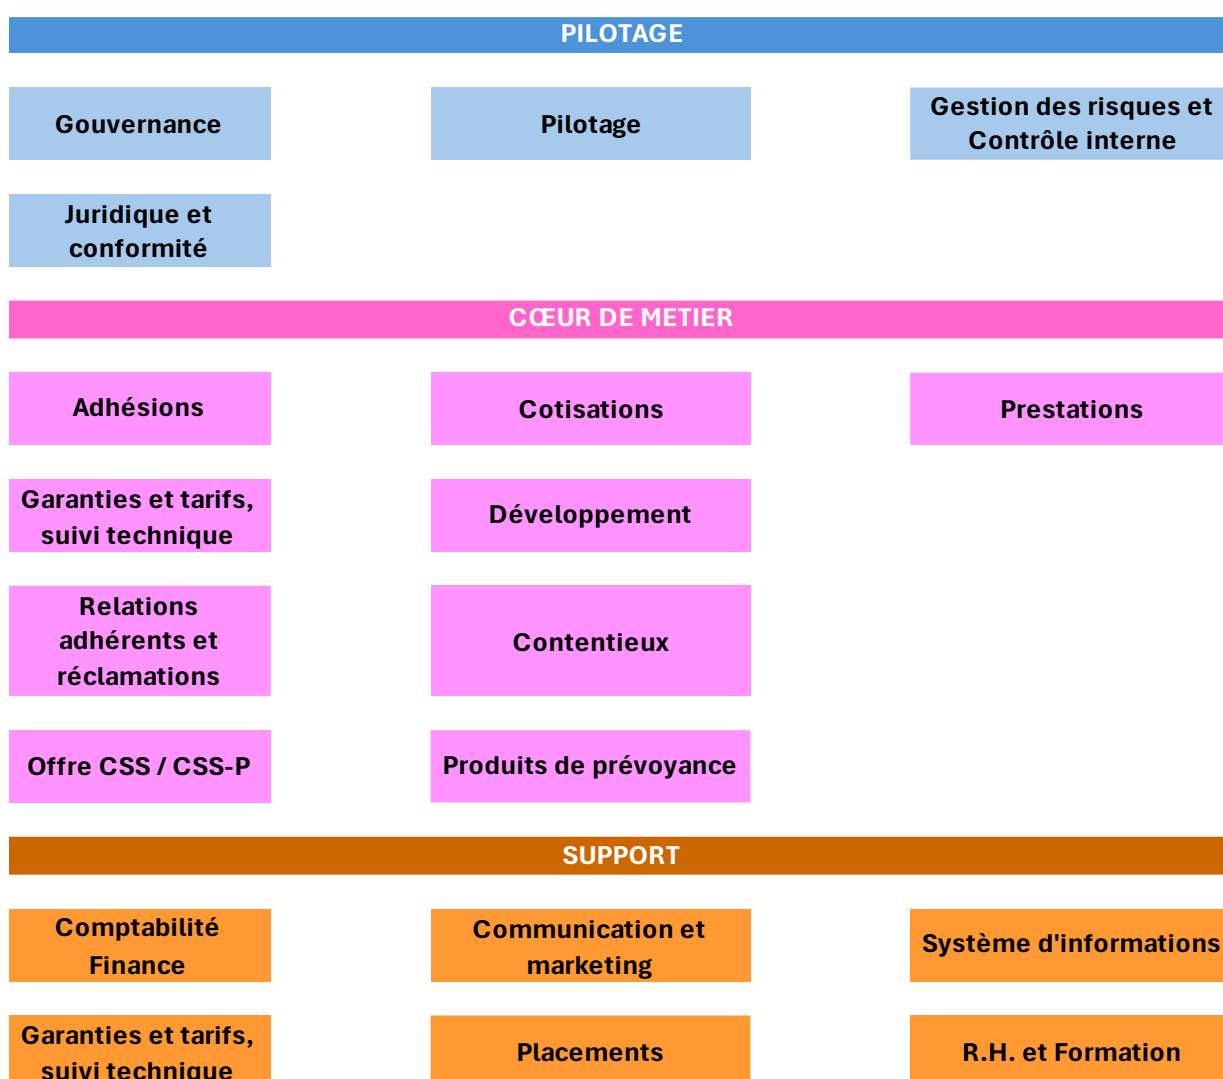 PILOTAGE
Gouvernance
Pilotage
Gestion des risques et
Contrôle interne
Juridique et
conformité
CŒUR DE METIER
Adhésions
Cotisations
Prestations
Garanties et tarifs,
suivi technique
Développement
Relations
adhérents et
réclamations
Contentieux
Offre CSS / CSS-P
Produits de prévoyance
SUPPORT
Comptabilité
Finance
Communication et
marketing
Système d'informations
Garanties et tarifs,
suivi technique
Placements
R.H. et Formation